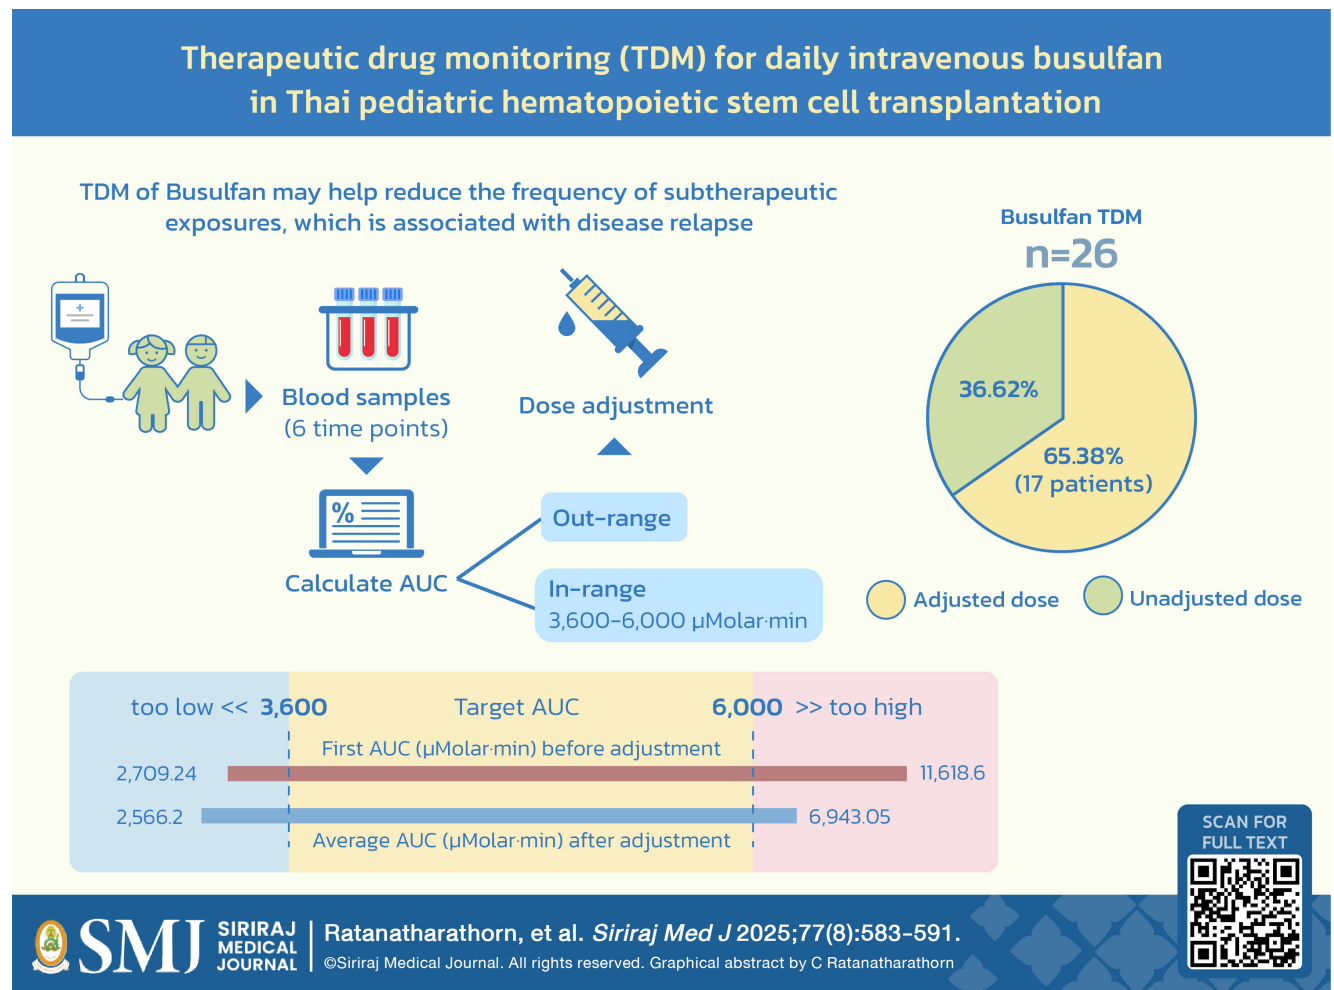 Therapeutic drug monitoring (TDM) for daily intravenous busulfan
in Thai pediatric hematopoietic stem cell transplantation
TDM of Busulfan may help reduce the frequency of subtherapeutic
exposures, which is associated with disease relapse
Blood samples
(6 time points)
Dose adjustment
%
Calculate AUC
Out-range
In-range
3,600-6,000 µMolar·min
Busulfan TDM
n=26
36.62%
65.38%
(17 patients)
Adjusted dose
Unadjusted dose
too low << 3,600
Target AUC
6,000 >> too high
First AUC (µMolar·min) before adjustment
2,709.24
11,618.6
2,566.2
6,943.05
Average AUC (µMolar·min) after adjustment
SCAN FOR
FULL TEXT
SMJ
SIRIRAJ
MEDICAL
JOURNAL
Ratanatharathorn, et al. Siriraj Med J 2025;77(8):583-591.
©Siriraj Medical Journal. All rights reserved. Graphical abstract by C Ratanatharathorn